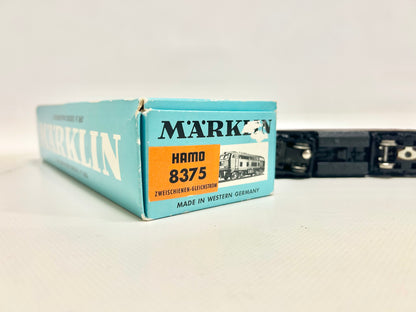 MÄRKLIN
MÄRKLIN
HAMO
8375
ZWEISCHIENEN-GLEICHSTROM
MADE IN WESTERN GERMANY